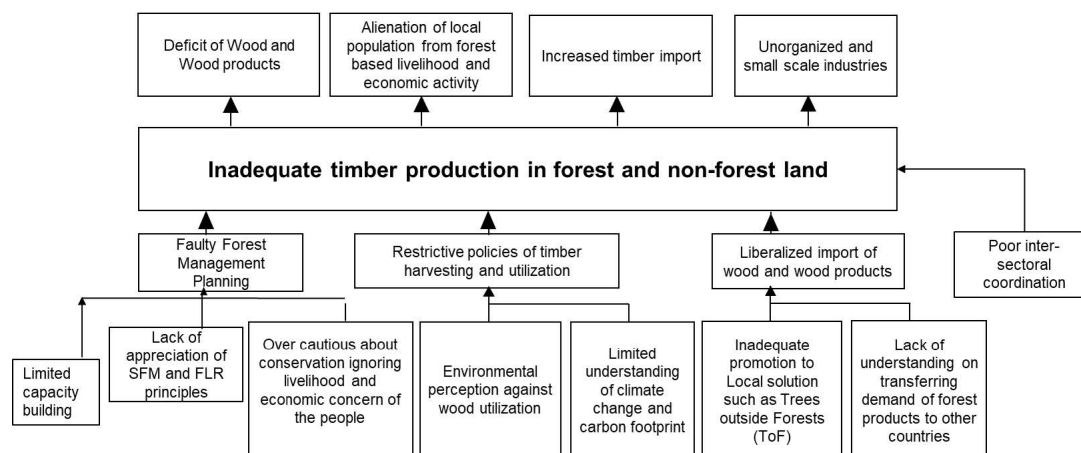 Deficit of Wood and
Wood products
Alienation of local
population from forest
based livelihood and
economic activity
Increased timber import
Unorganized and
small scale industries
Inadequate timber production in forest and non-forest land
Faulty Forest
Management
Planning
Restrictive policies of timber
harvesting and utilization
Liberalized import of
wood and wood products
Poor inter-
sectoral
coordination
Limited
capacity
building
Lack of
appreciation of
SFM and FLR
principles
Over cautious about
conservation ignoring
livelihood and
economic concern of
the people
Environmental
perception against
wood utilization
Limited
understanding
of climate
change and
carbon footprint
Inadequate
promotion to
Local solution
such as Trees
outside Forests
(ToF)
Lack of
understanding on
transferring
demand of forest
products to other
countries